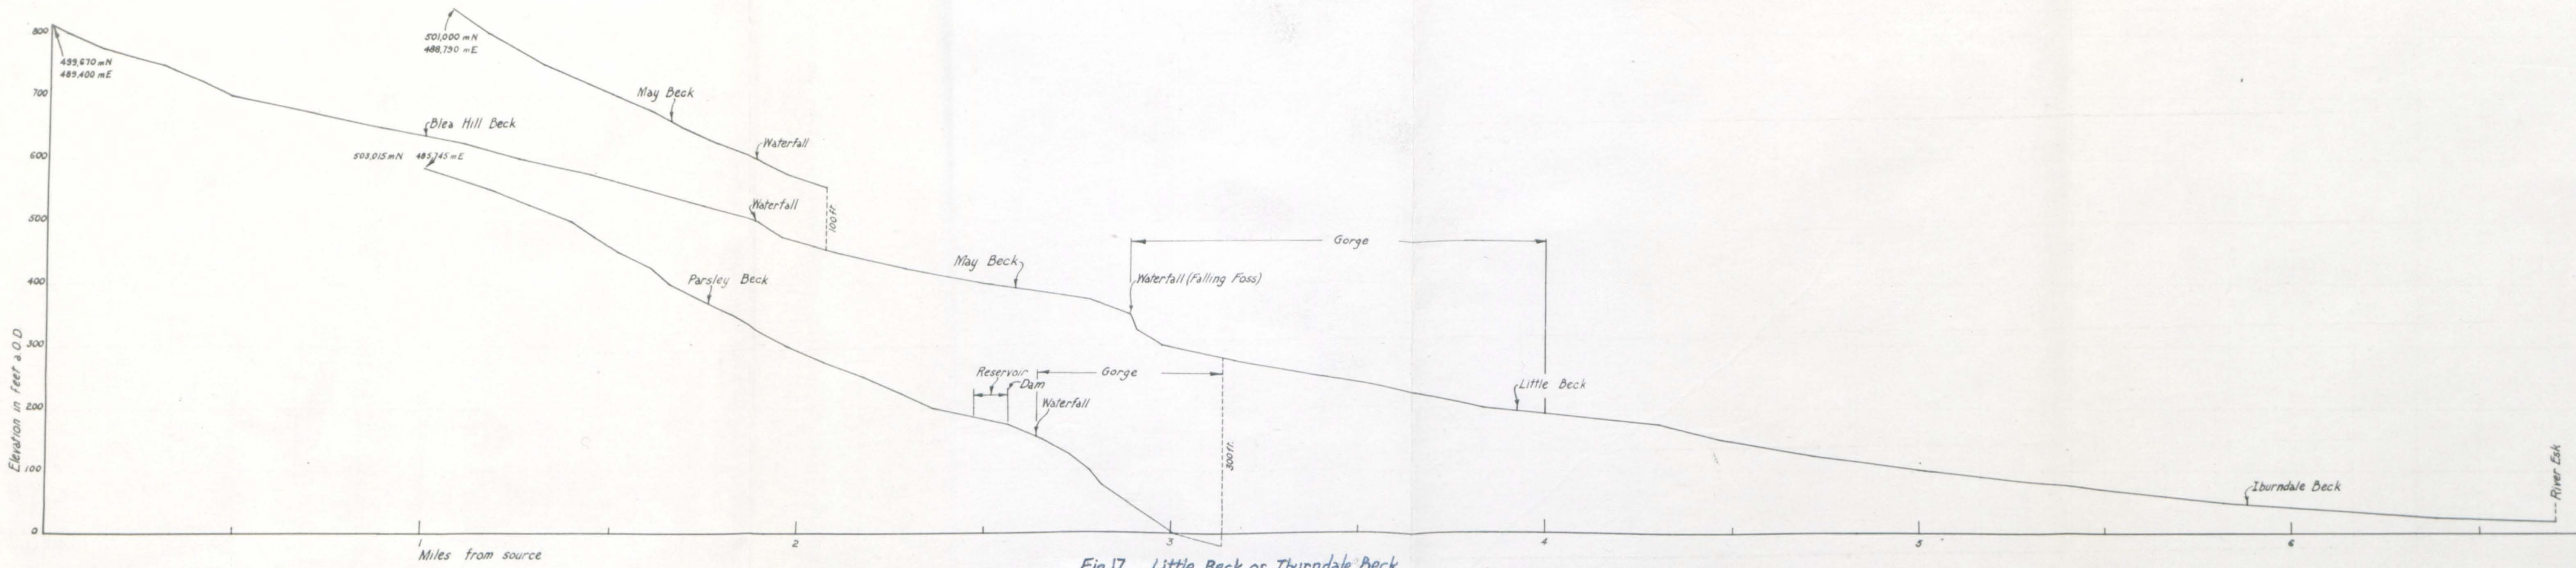 501,000 mN
488,790 mE
800
499,670 mN
489,400 mE
700
May Beck
Blea Hill Beck
Waterfall
600
503,015 mN 485,745 mE
Waterfall
500
100 ft.
Gorge
May Beck
Waterfall (Falling Foss)
400
Parsley Beck
Elevation in feet a.O.D
300
Reservoir
Gorge
Dam
Little Beck
200
Waterfall
300 ft.
100
River Esk
Iburndale Beck
0
1
2
3
4
5
6
Miles from source
Fig.17 Little Beck or Iburndale Beck